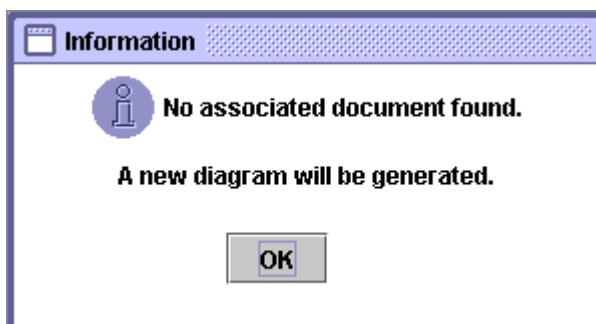 Information
No associated document found.
A new diagram will be generated.
OK